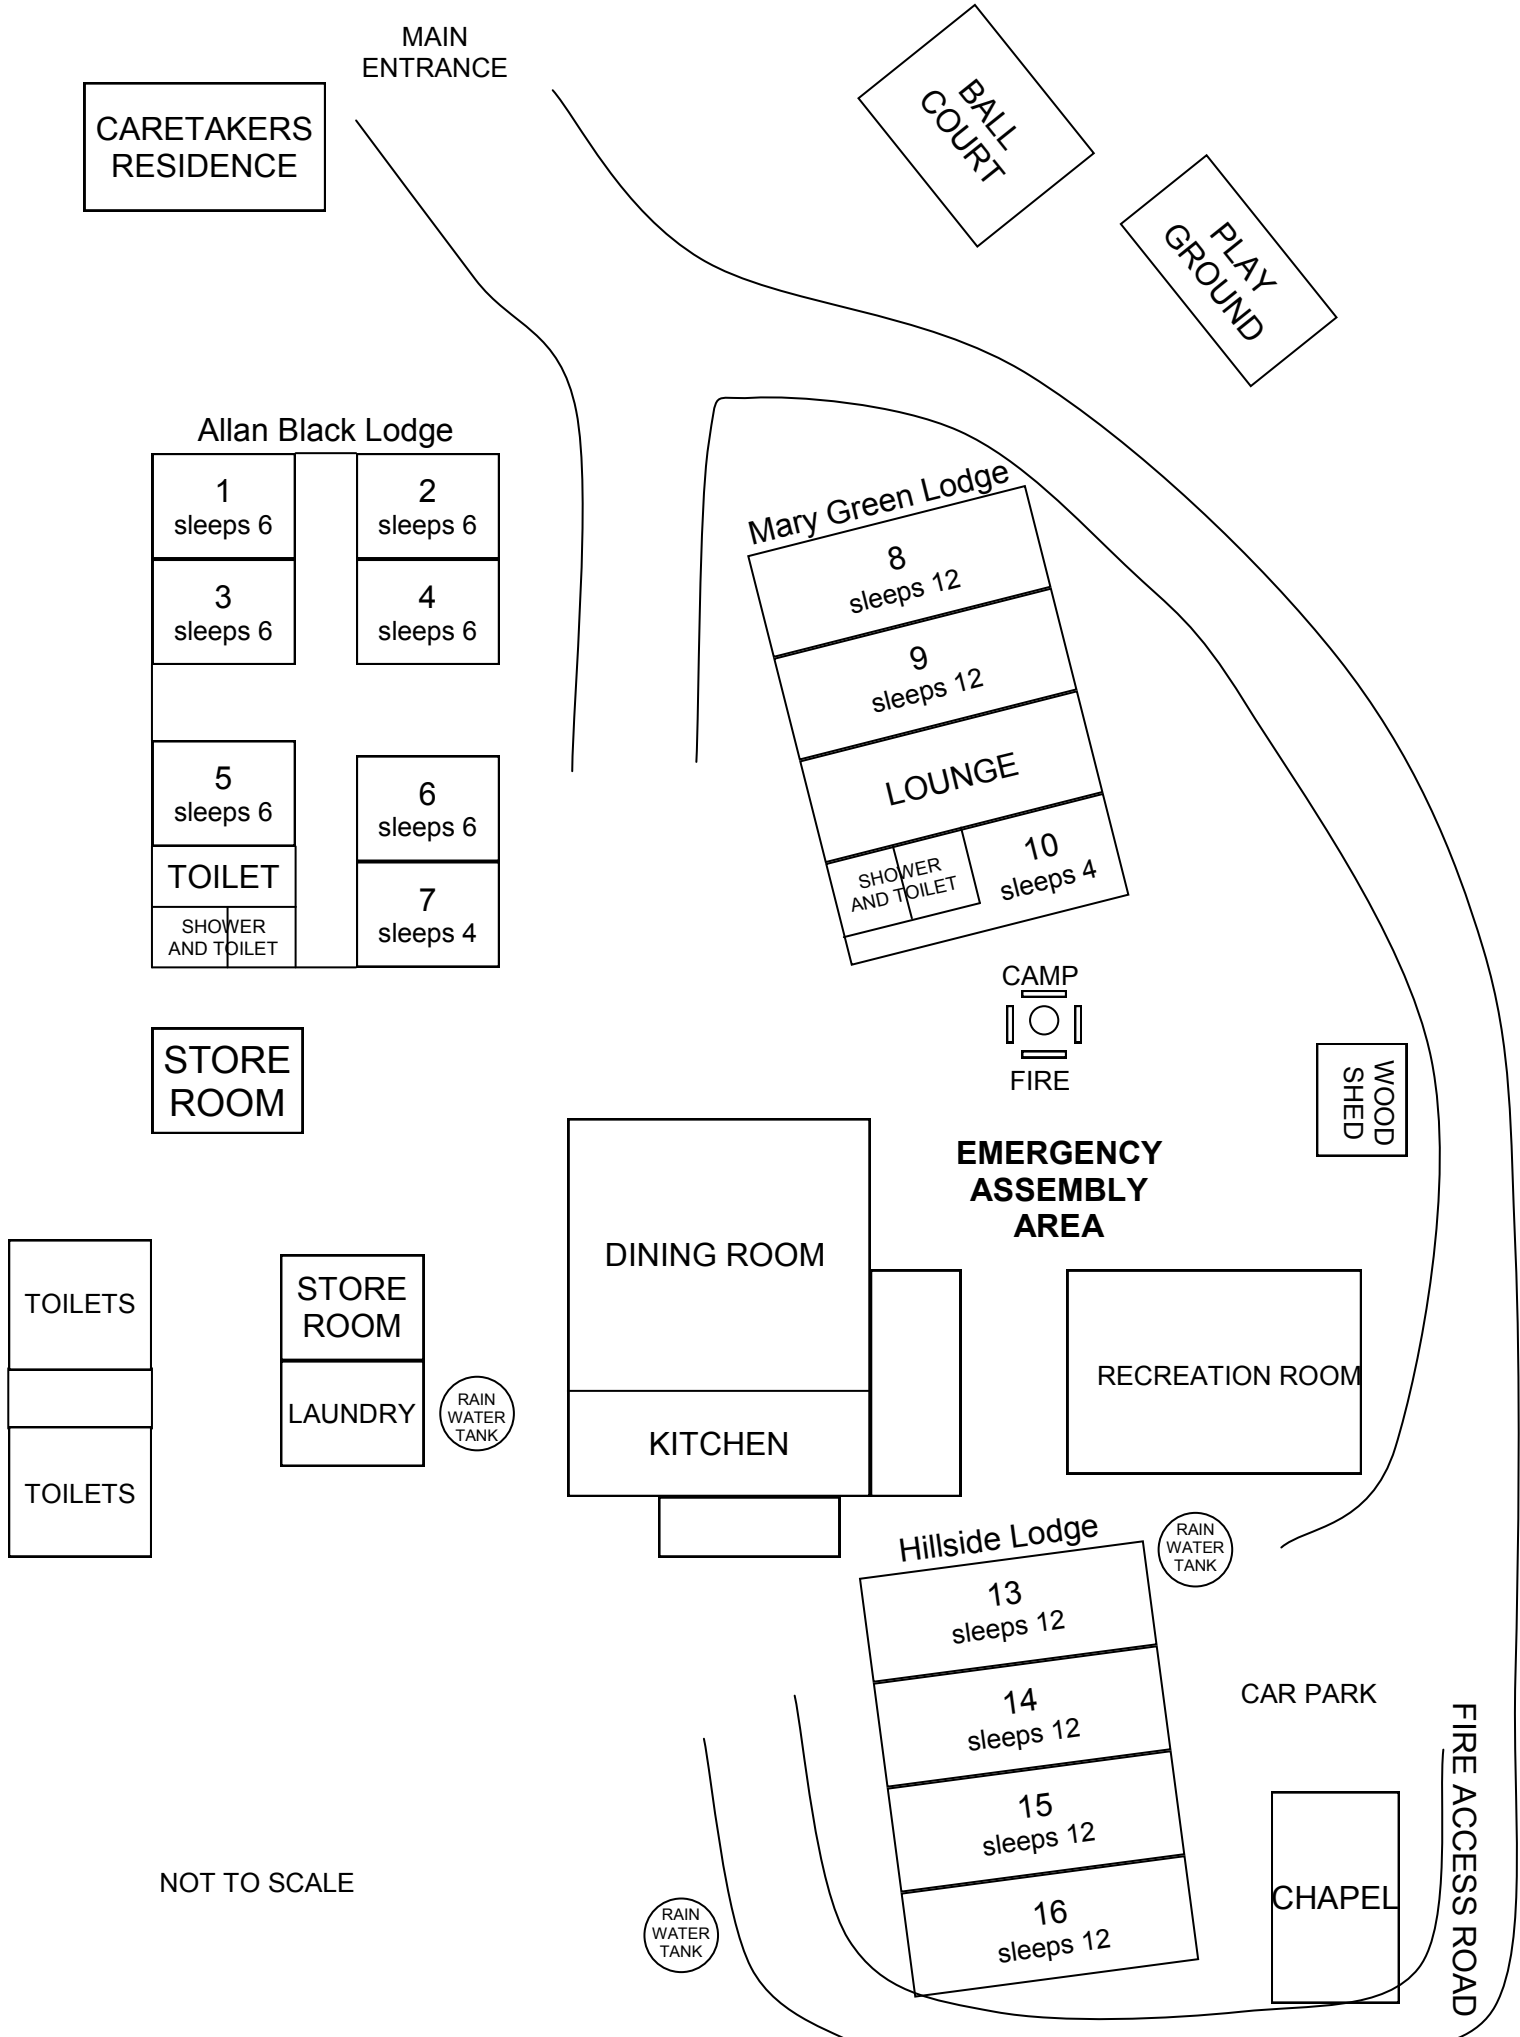 MAIN
ENTRANCE
CARETAKERS
RESIDENCE
BALL
COURT
PLAY
GROUND
Allan Black Lodge
1
sleeps 6
2
sleeps 6
3
sleeps 6
4
sleeps 6
5
sleeps 6
6
sleeps 6
TOILET
SHOWER
AND TOILET
7
sleeps 4
Mary Green Lodge
8
sleeps 12
9
sleeps 12
LOUNGE
SHOWER
AND TOILET
10
sleeps 4
CAMP
FIRE
STORE
ROOM
WOOD
SHED
EMERGENCY
ASSEMBLY
AREA
DINING ROOM
KITCHEN
TOILETS
TOILETS
STORE
ROOM
LAUNDRY
RAIN
WATER
TANK
RECREATION ROOM
Hillside Lodge
RAIN
WATER
TANK
13
sleeps 12
14
sleeps 12
15
sleeps 12
16
sleeps 12
CAR PARK
FIRE ACCESS ROAD
CHAPEL
NOT TO SCALE
RAIN
WATER
TANK